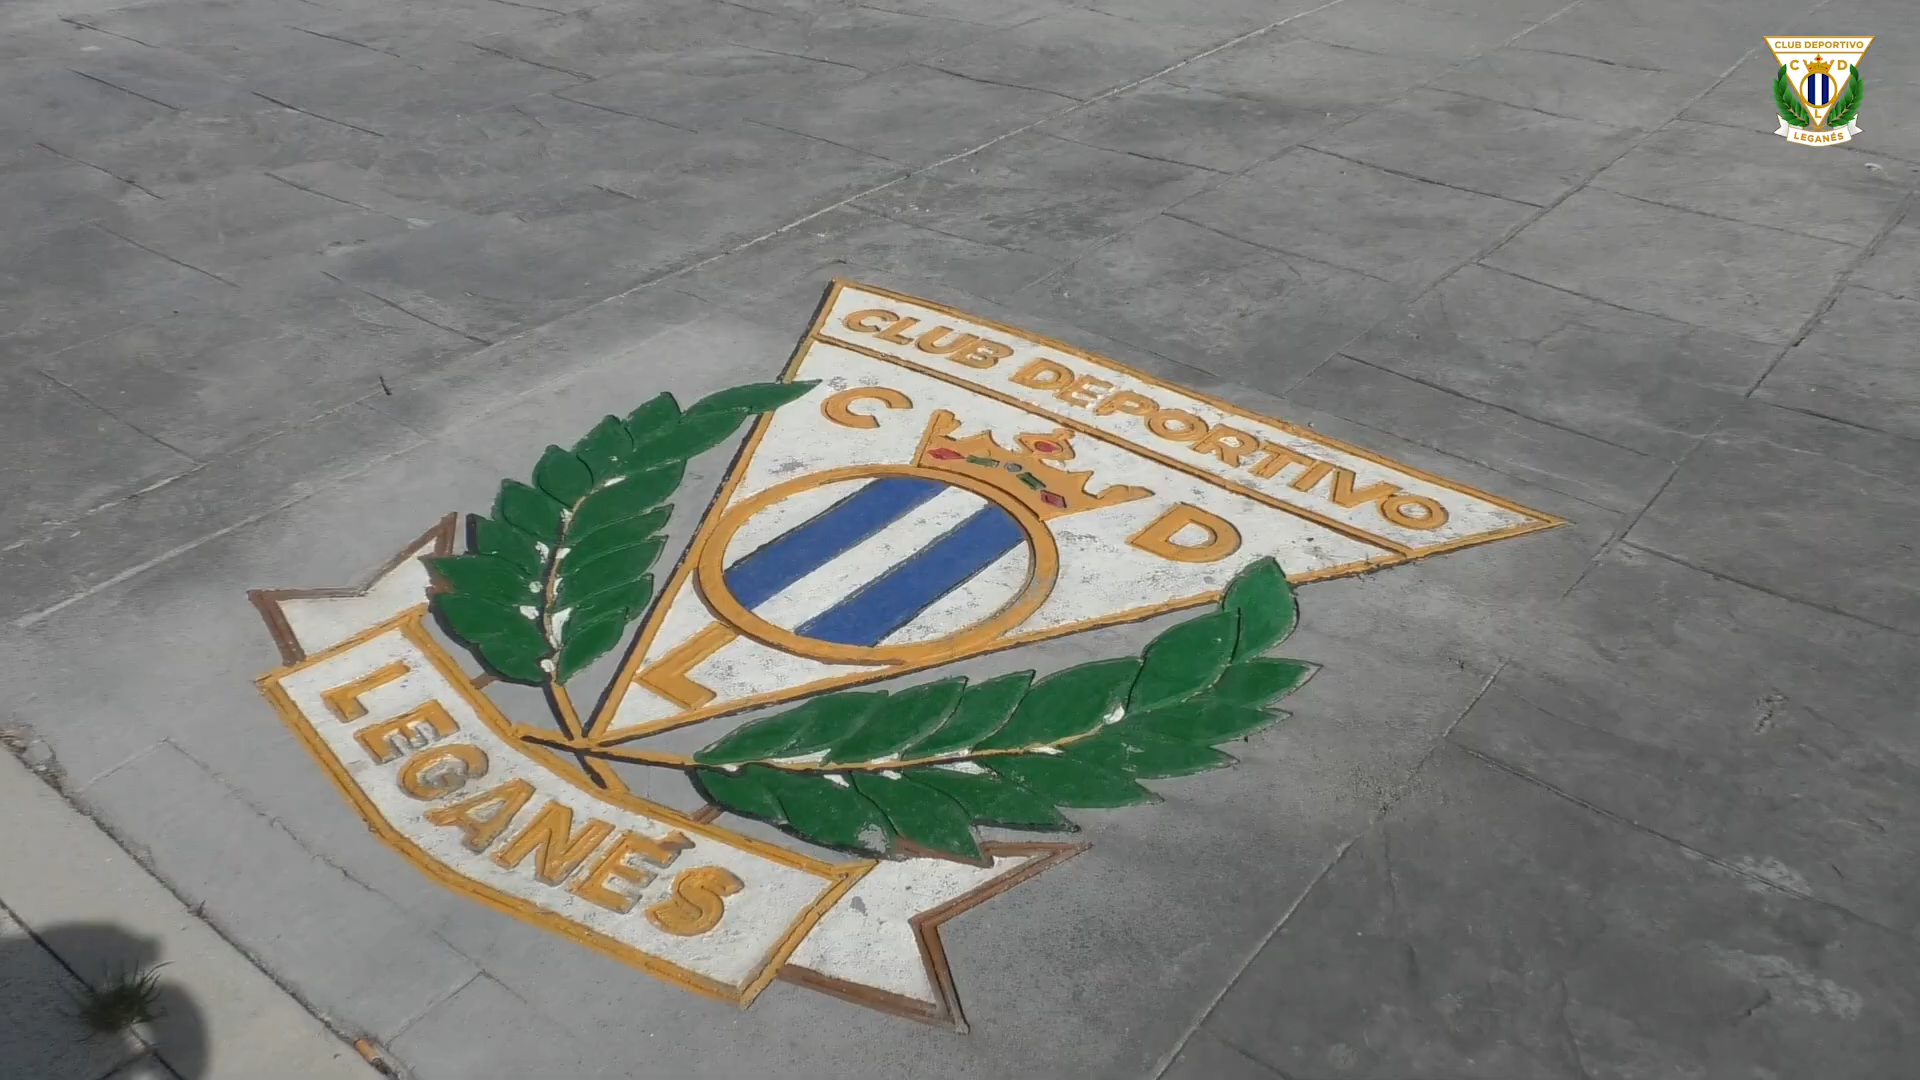 CLUB DEPORTIVO
C D
L
LEGANÉS
CLUB DEPORTIVO
C D
L
LEGANÉS